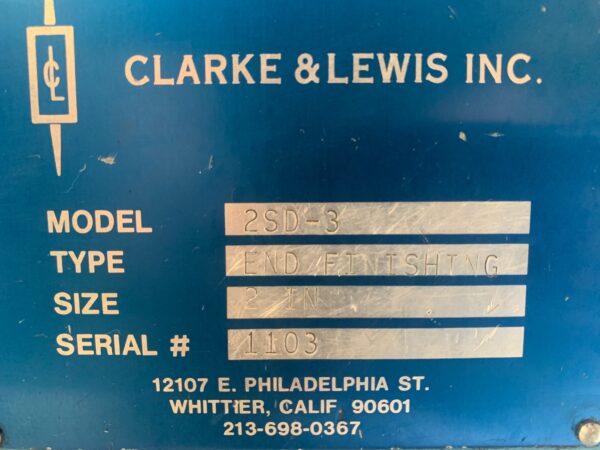 CL
CLARKE & LEWIS INC.
MODEL 2SD-3
TYPE END FINISHING
SIZE 2 IN
SERIAL # 1103
12107 E. PHILADELPHIA ST.
WHITTIER, CALIF. 90601
213-698-0367